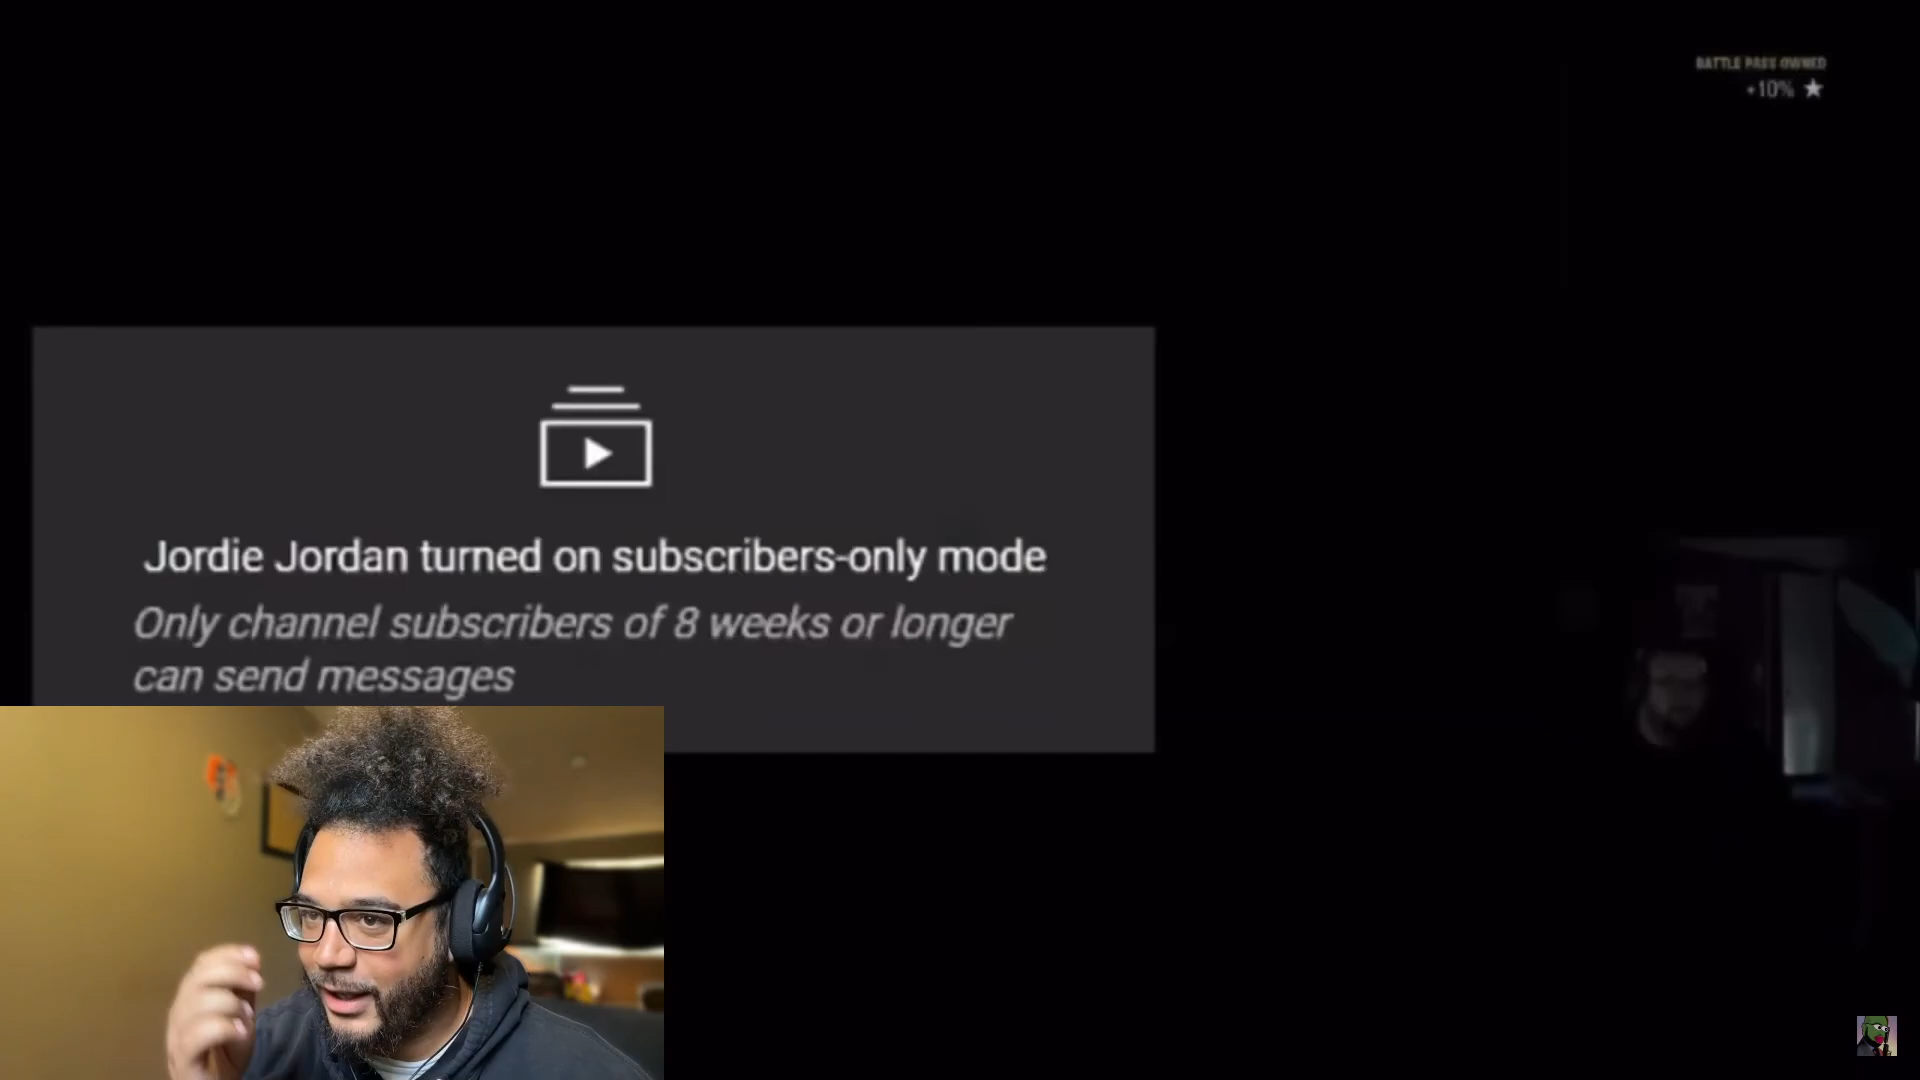 BATTLE PASS OWNED
+10%
Jordie Jordan turned on subscribers-only mode
Only channel subscribers of 8 weeks or longer
can send messages